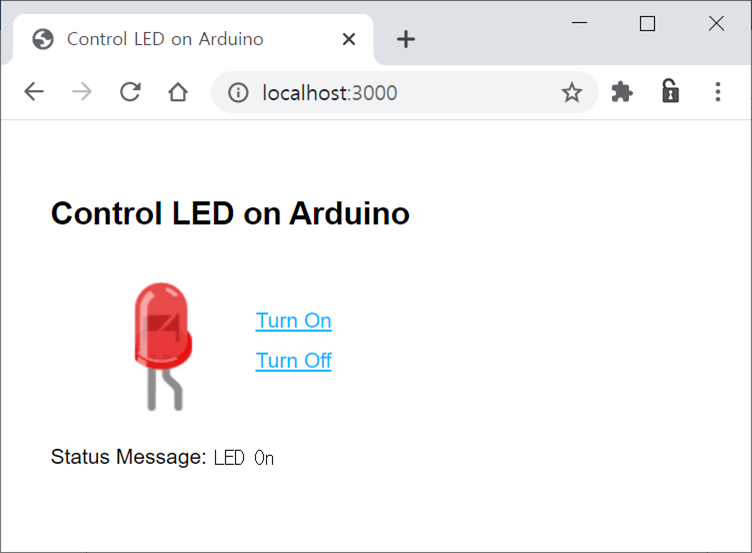 Control LED on Arduino
localhost:3000
Control LED on Arduino
Turn On
Turn Off
Status Message: LED On